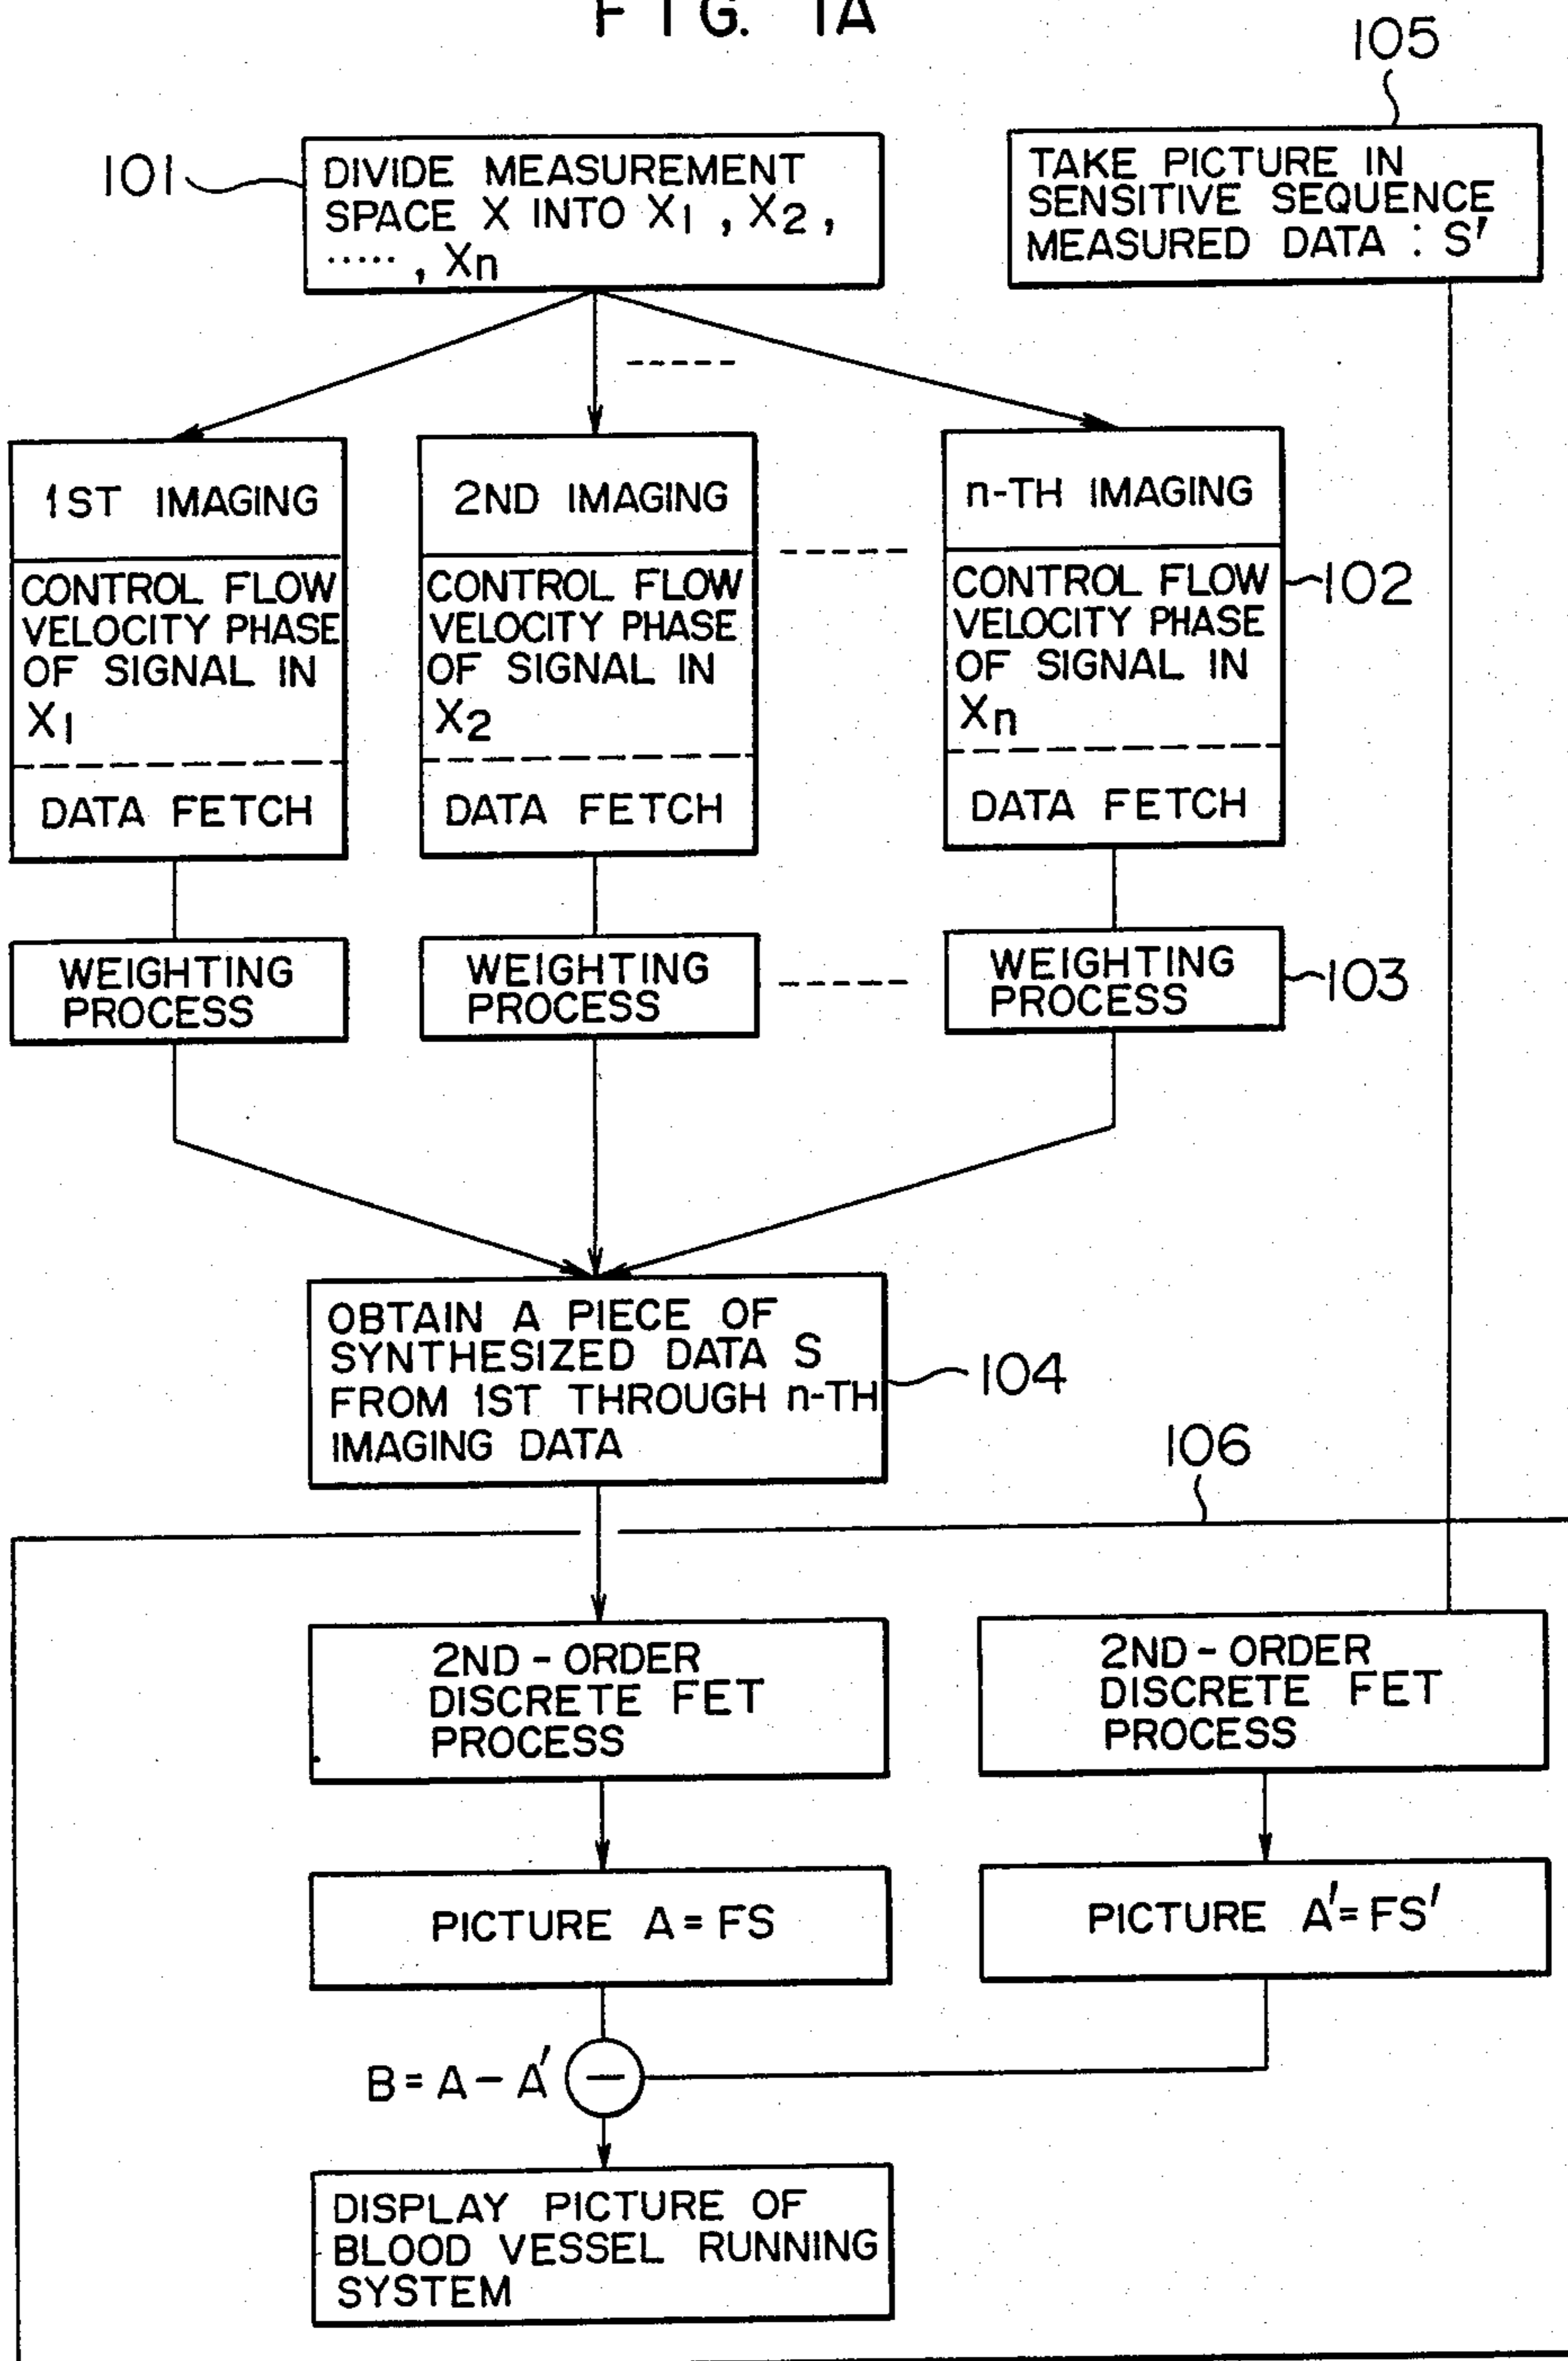 FIG. 1A
105
101
DIVIDE MEASUREMENT
SPACE X INTO X1 , X2 ,
..... , Xn
TAKE PICTURE IN
SENSITIVE SEQUENCE
MEASURED DATA : S'
1ST IMAGING
CONTROL FLOW
VELOCITY PHASE
OF SIGNAL IN
X1
DATA FETCH
2ND IMAGING
CONTROL FLOW
VELOCITY PHASE
OF SIGNAL IN
X2
DATA FETCH
n-TH IMAGING
CONTROL FLOW
VELOCITY PHASE
OF SIGNAL IN
Xn
DATA FETCH
102
WEIGHTING
PROCESS
WEIGHTING
PROCESS
WEIGHTING
PROCESS
103
OBTAIN A PIECE OF
SYNTHESIZED DATA S
FROM 1ST THROUGH n-TH
IMAGING DATA
104
106
2ND-ORDER
DISCRETE FET
PROCESS
2ND-ORDER
DISCRETE FET
PROCESS
PICTURE A=FS
PICTURE A'=FS'
B=A-A'
−
DISPLAY PICTURE OF
BLOOD VESSEL RUNNING
SYSTEM